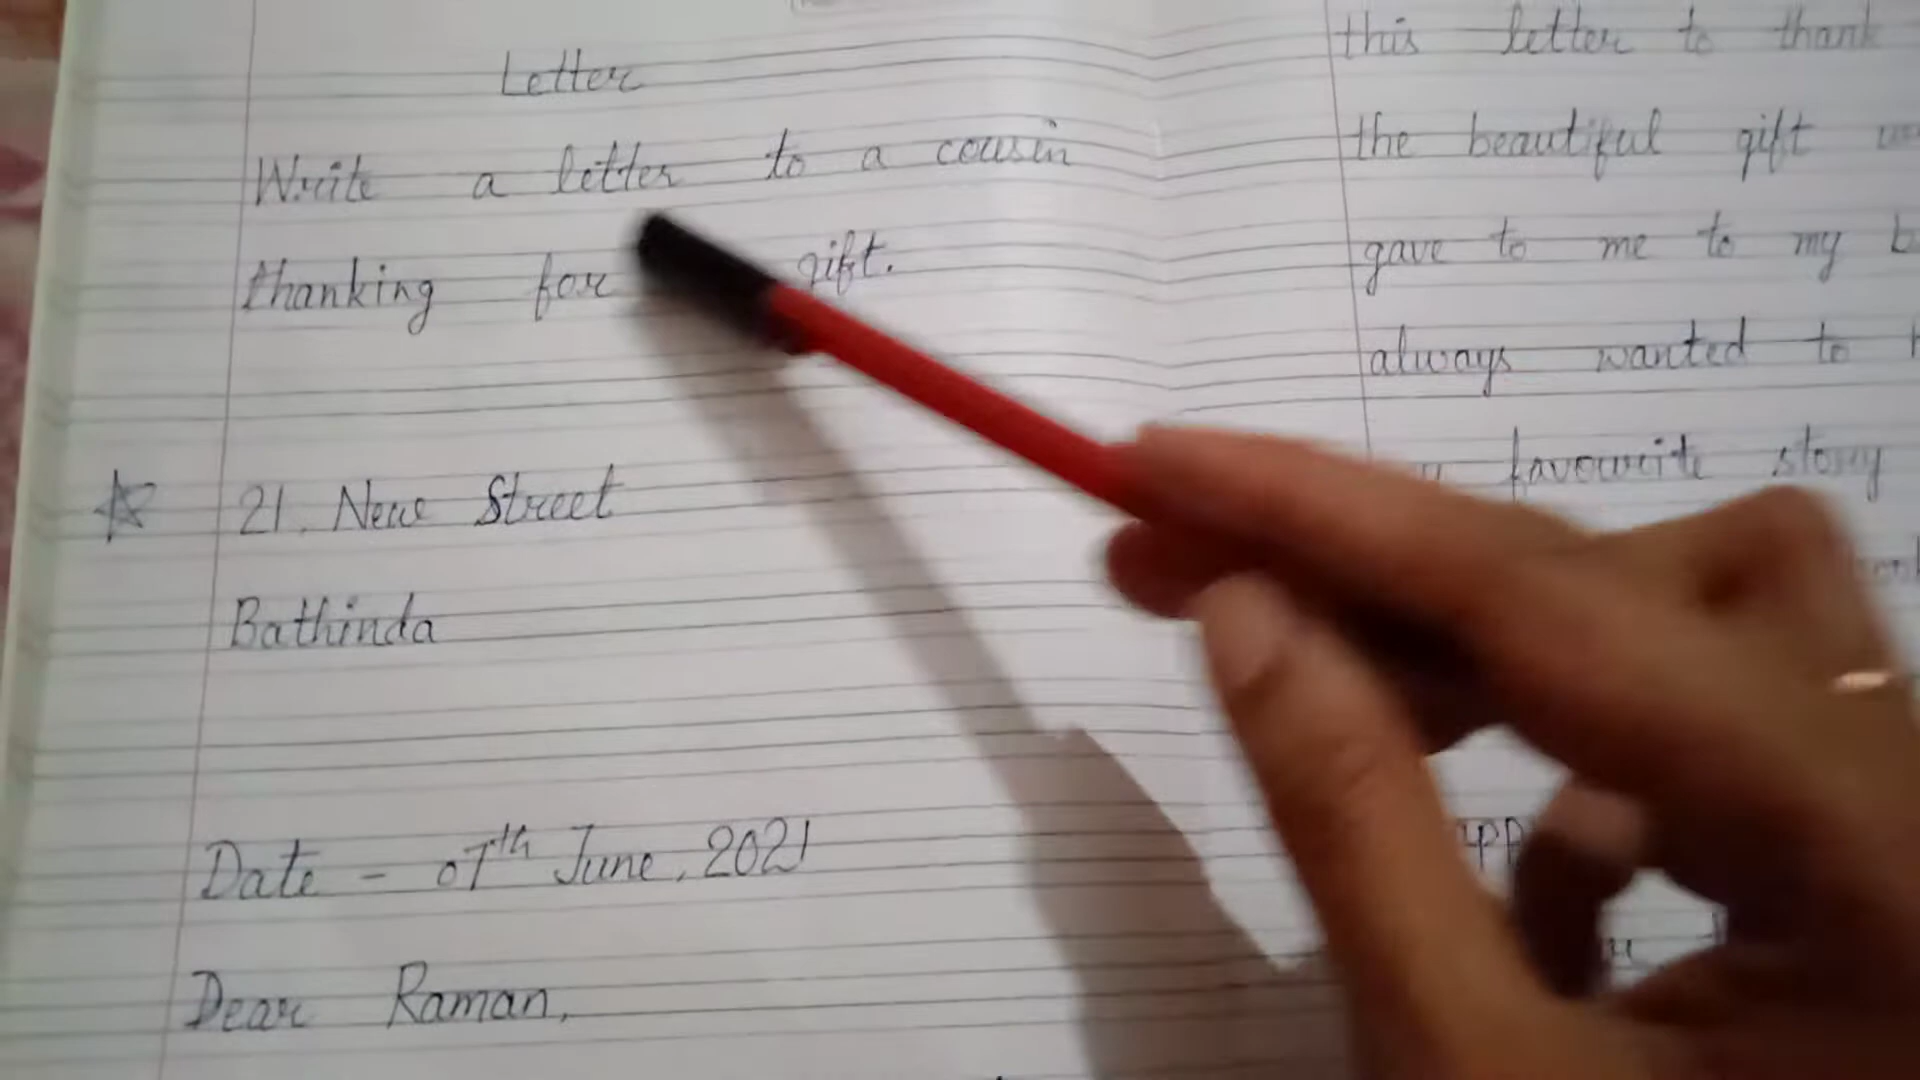 Letter
Write a letter to a cousin
thanking for gift.
21, New Street
Bathinda
Date - 07th June, 2021
Dear Raman,
this letter to thank
the beautiful gift
gave to me to my
always wanted to
favourite story